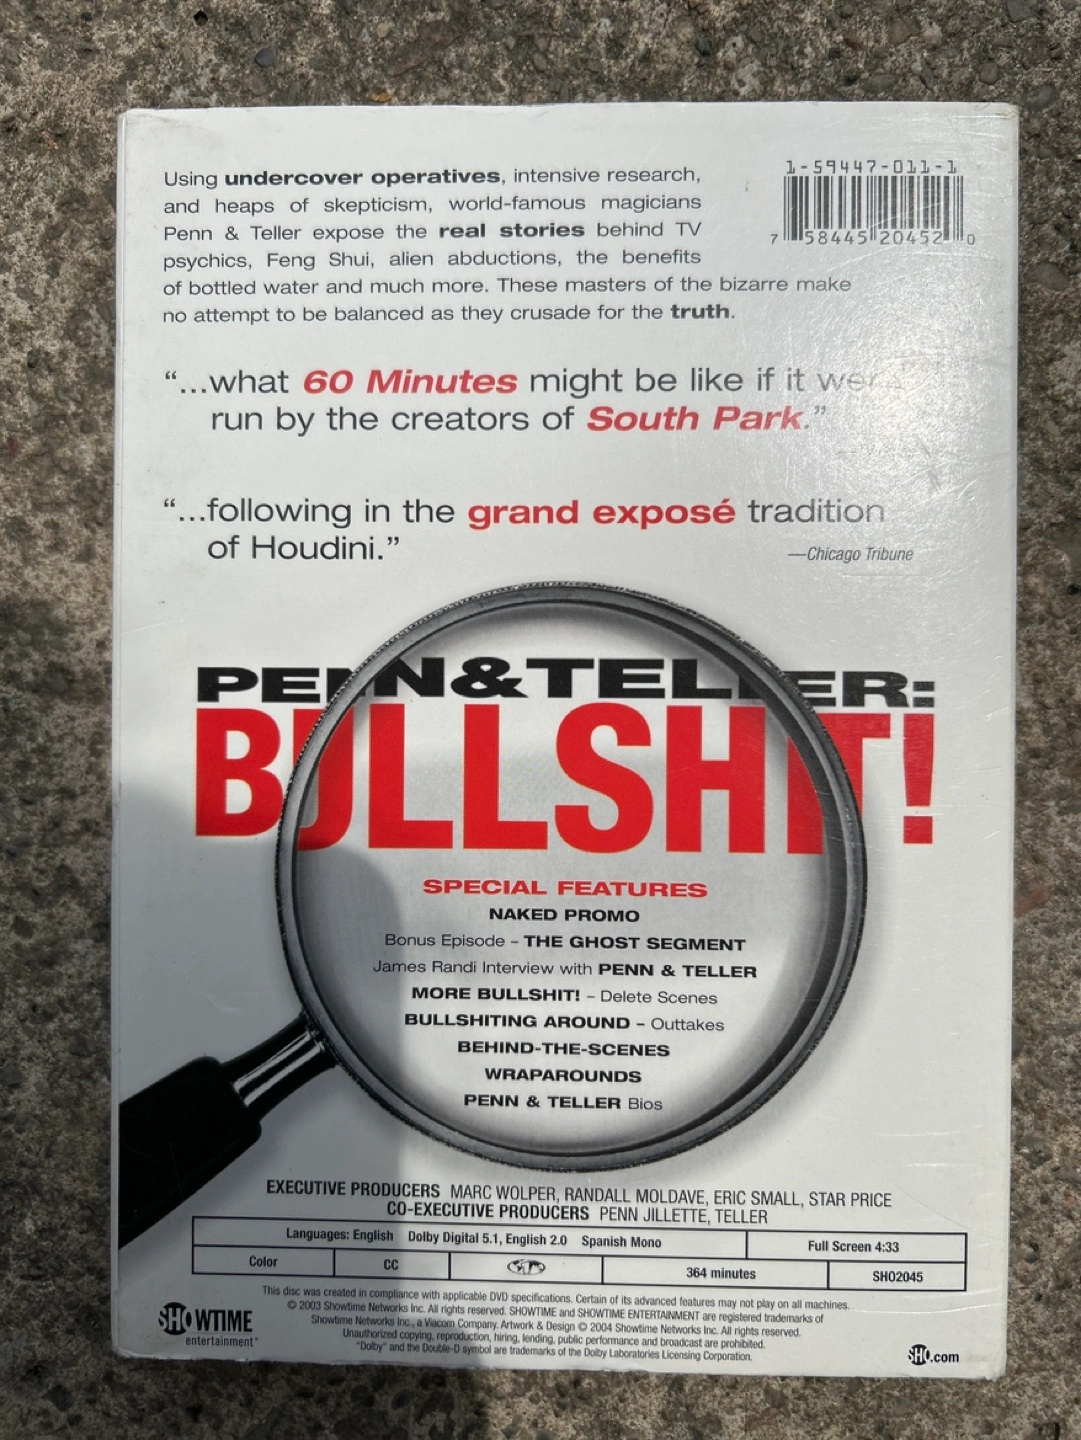 1-59447-011-1
7 58445 20452 0
Using undercover operatives, intensive research,
and heaps of skepticism, world-famous magicians
Penn & Teller expose the real stories behind TV
psychics, Feng Shui, alien abductions, the benefits
of bottled water and much more. These masters of the bizarre make
no attempt to be balanced as they crusade for the truth.
“...what 60 Minutes might be like if it
run by the creators of South Park.”
“...following in the grand exposé tradition
of Houdini.”
—Chicago Tribune
PENN & TELLER:
BULLSHIT!
SPECIAL FEATURES
NAKED PROMO
Bonus Episode – THE GHOST SEGMENT
James Randi Interview with PENN & TELLER
MORE BULLSHIT! – Delete Scenes
BULLSHITING AROUND – Outtakes
BEHIND-THE-SCENES
WRAPAROUNDS
PENN & TELLER Bios
EXECUTIVE PRODUCERS MARC WOLPER, RANDALL MOLDAVE, ERIC SMALL, STAR PRICE
CO-EXECUTIVE PRODUCERS PENN JILLETTE, TELLER
Languages: English Dolby Digital 5.1, English 2.0 Spanish Mono Full Screen 4:33
Color CC 364 minutes SHO2045
This disc was created in compliance with applicable DVD specifications. Certain of its advanced features may not play on all machines.
© 2003 Showtime Networks Inc. All rights reserved. SHOWTIME and SHOWTIME ENTERTAINMENT are registered trademarks of
Showtime Networks Inc., a Viacom Company. Artwork & Design © 2004 Showtime Networks Inc. All rights reserved.
Unauthorized copying, reproduction, hiring, lending, public performance and broadcast are prohibited.
"Dolby" and the Double-D symbol are trademarks of the Dolby Laboratories Licensing Corporation.
SHOWTIME
entertainment
SHO.com